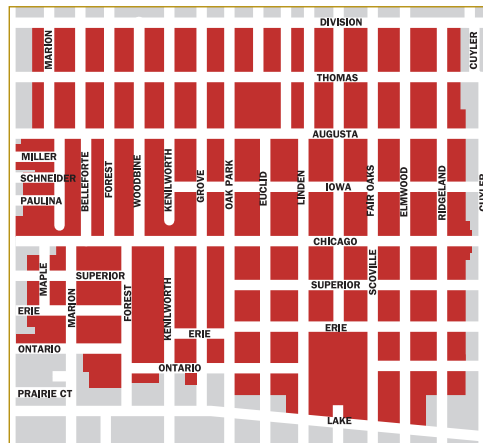 DIVISION
MARION
CUYLER
THOMAS
AUGUSTA
MILLER
SCHNEIDER
PAULINA
BELLEFORTE
FOREST
WOODBINE
KENILWORTH
GROVE
OAK PARK
EUCLID
LINDEN
IOWA
FAIR OAKS
ELMWOOD
RIDGELAND
CUYLER
CHICAGO
MAPLE
MARION
SUPERIOR
FOREST
KENILWORTH
SUPERIOR
SCOVILLE
ERIE
ERIE
ERIE
ONTARIO
ONTARIO
PRAIRIE CT
LAKE